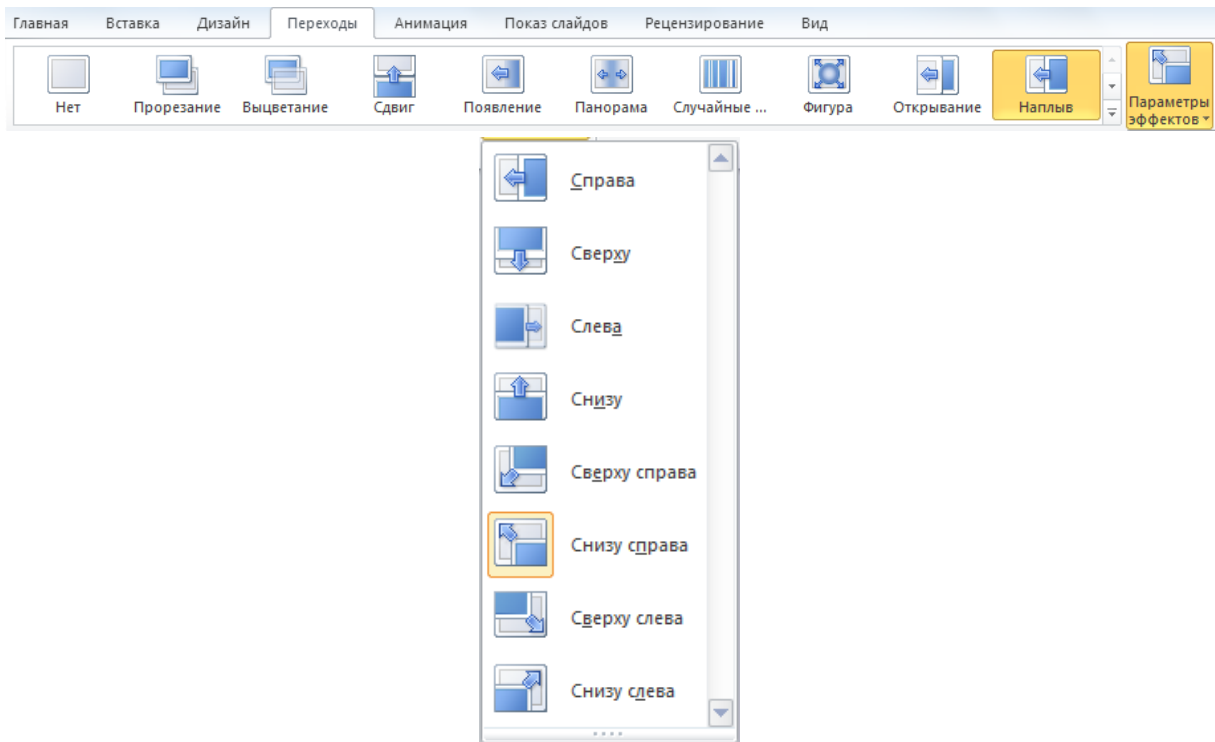 Главная Вставка Дизайн Переходы Анимация Показ слайдов Рецензирование Вид
Нет Прорезание Выцветание Сдвиг Появление Панорама Случайные ... Фигура Открывание Наплыв Параметры
эффектов
Справа
Сверху
Слева
Снизу
Сверху справа
Снизу справа
Сверху слева
Снизу слева